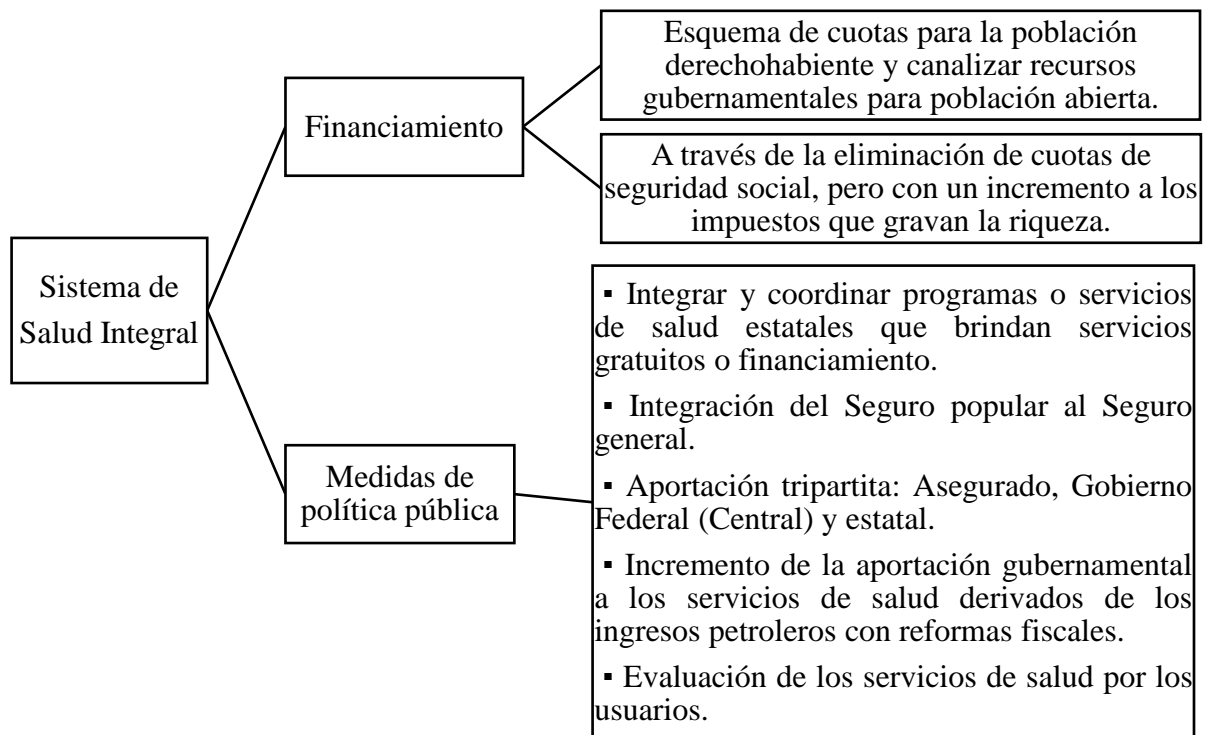 Esquema de cuotas para la población
derechohabiente y canalizar recursos
gubernamentales para población abierta.
Financiamiento
A través de la eliminación de cuotas de
seguridad social, pero con un incremento a los
impuestos que gravan la riqueza.
Sistema de
Salud Integral
▪ Integrar y coordinar programas o servicios
de salud estatales que brindan servicios
gratuitos o financiamiento.
▪ Integración del Seguro popular al Seguro
general.
Medidas de
política pública
▪ Aportación tripartita: Asegurado, Gobierno
Federal (Central) y estatal.
▪ Incremento de la aportación gubernamental
a los servicios de salud derivados de los
ingresos petroleros con reformas fiscales.
▪ Evaluación de los servicios de salud por los
usuarios.